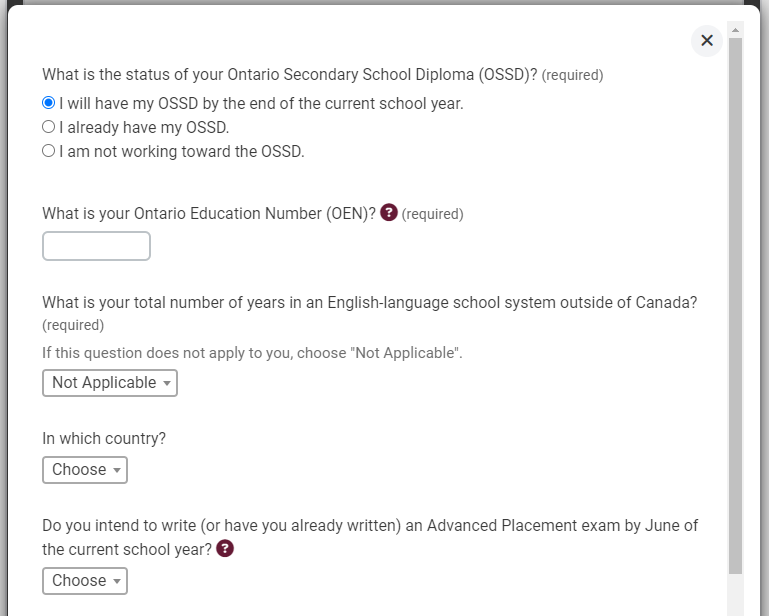 What is the status of your Ontario Secondary School Diploma (OSSD)? (required)
I will have my OSSD by the end of the current school year.
I already have my OSSD.
I am not working toward the OSSD.
What is your Ontario Education Number (OEN)? ? (required)
What is your total number of years in an English-language school system outside of Canada?
(required)
If this question does not apply to you, choose "Not Applicable".
Not Applicable
In which country?
Choose
Do you intend to write (or have you already written) an Advanced Placement exam by June of
the current school year? ?
Choose